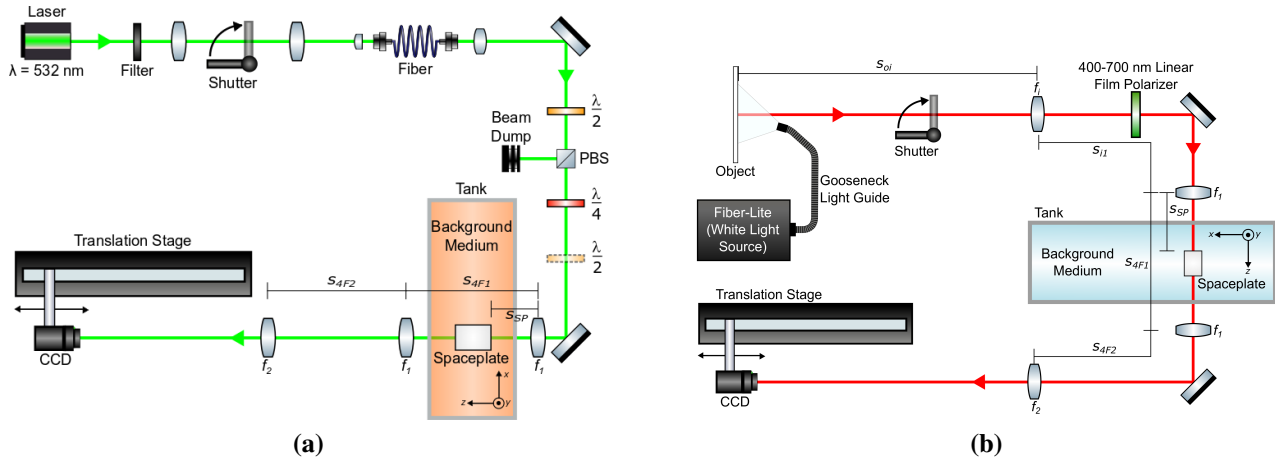 Laser
λ = 532 nm
Filter
Shutter
Fiber
λ
2
Beam
Dump
PBS
λ
4
λ
2
Tank
Background
Medium
Spaceplate
x
z
y
Translation Stage
CCD
s4F2
s4F1
sSP
f2
f1
f1
(a)
soi
Object
Gooseneck
Light Guide
Fiber-Lite
(White Light
Source)
Shutter
fi
400-700 nm Linear
Film Polarizer
si1
f1
sSP
Tank
Background
Medium
s4F1
x
y
z
Spaceplate
f1
s4F2
Translation Stage
CCD
f2
(b)